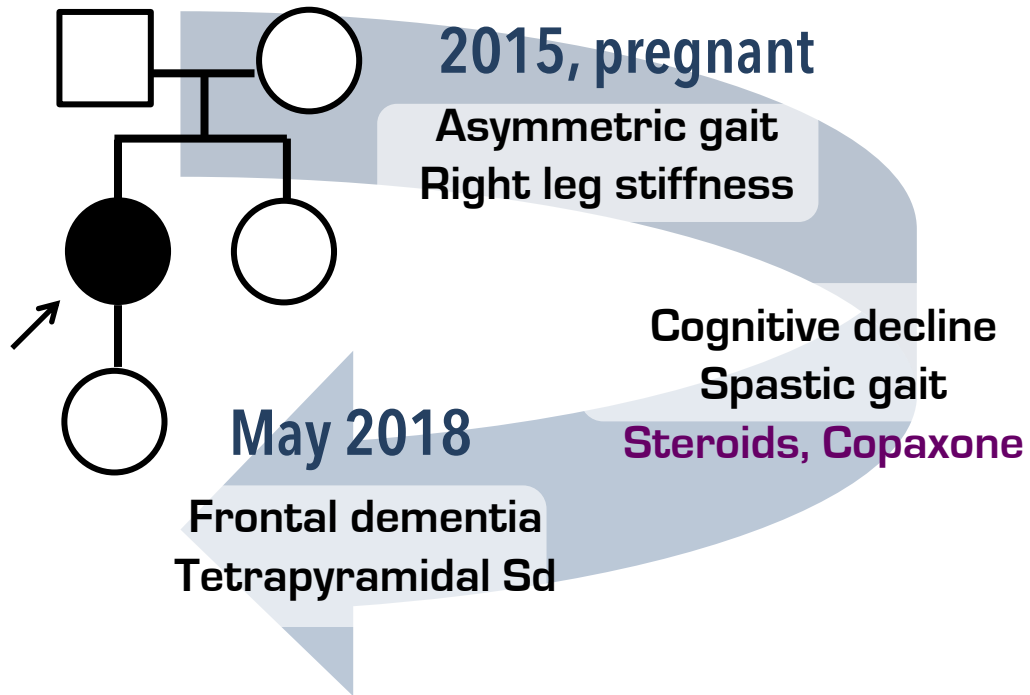 2015, pregnant
Asymmetric gait
Right leg stiffness
Cognitive decline
Spastic gait
Steroids, Copaxone
May 2018
Frontal dementia
Tetrapyramidal Sd